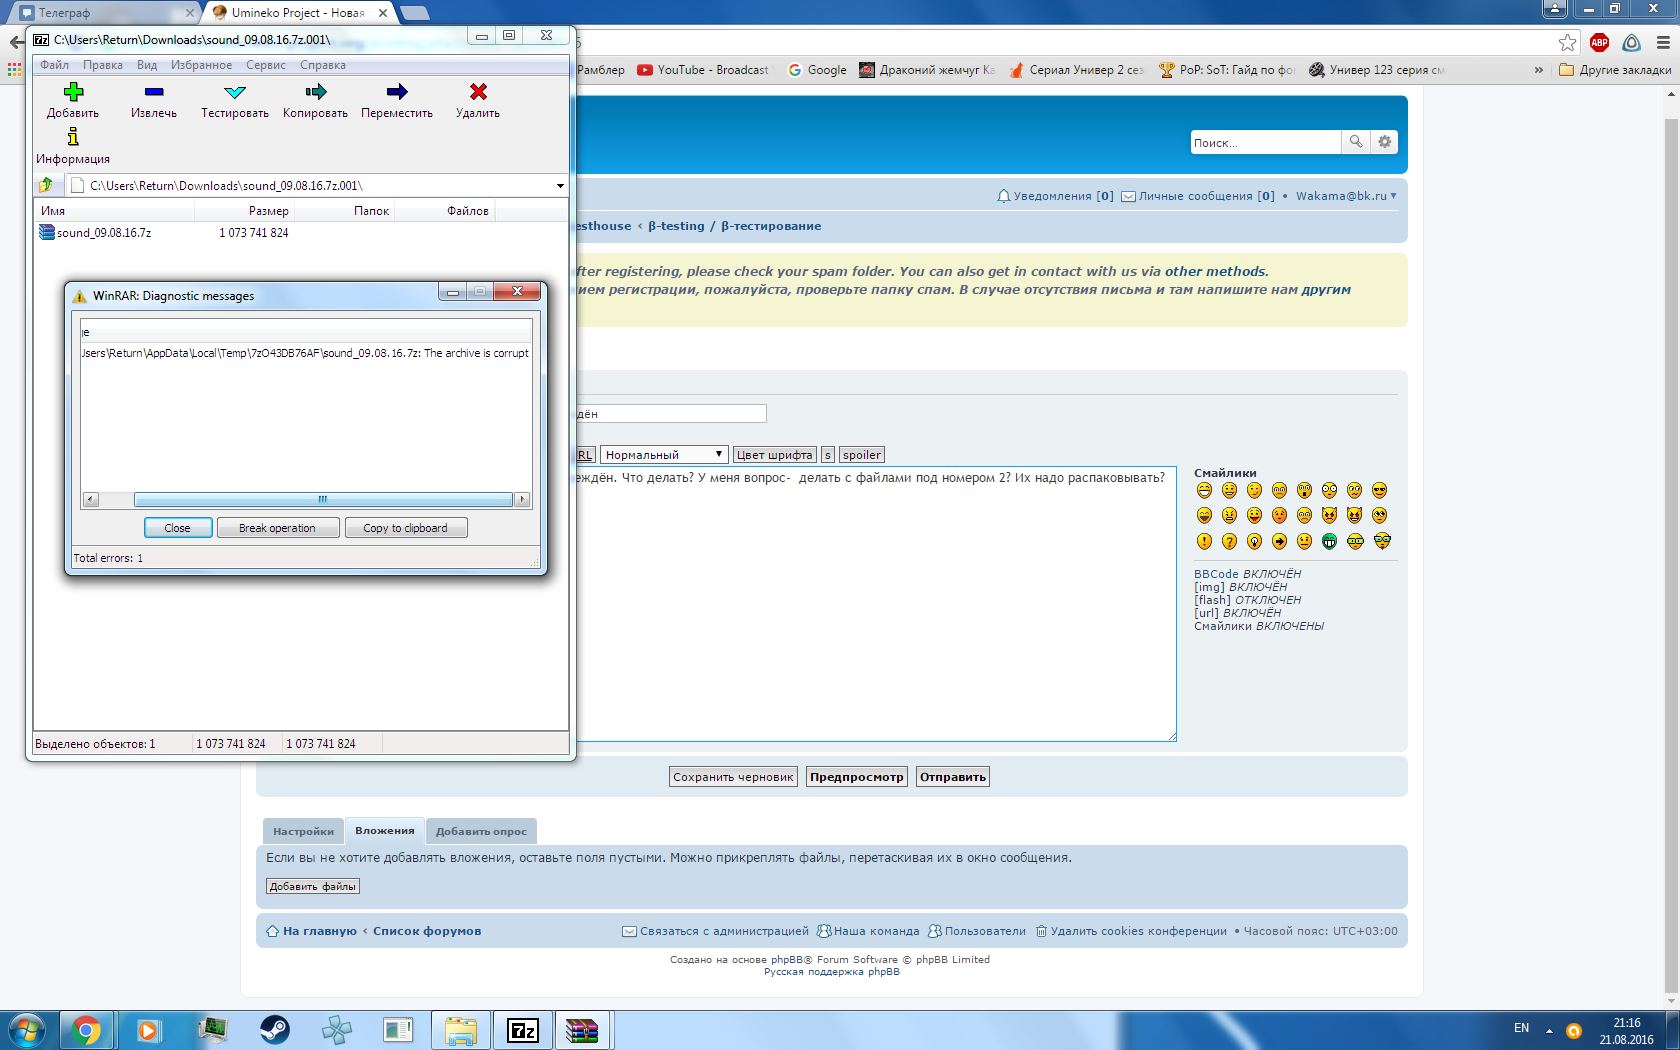 Телеграф
Umineko Project - Новая
C:\Users\Return\Downloads\sound_09.08.16.7z.001\
Файл Правка Вид Избранное Сервис Справка
Рамблер YouTube - Broadcast Google Драконий жемчуг Ка Сериал Универ 2 сез PoP: SoT: Гайд по фо Универ 123 серия см » Другие закладки
ABP
Добавить Извлечь Тестировать Копировать Переместить Удалить
Информация
C:\Users\Return\Downloads\sound_09.08.16.7z.001\
Имя Размер Папок Файлов
sound_09.08.16.7z 1 073 741 824
WinRAR: Diagnostic messages
ge
Jsers\Return\AppData\Local\Temp\7zO43DB76AF\sound_09.08.16.7z: The archive is corrupt
Close Break operation Copy to clipboard
Total errors: 1
Выделено объектов: 1 1 073 741 824 1 073 741 824
Поиск...
Уведомления [0] Личные сообщения [0] • Wakama@bk.ru
esthouse ‹ β-testing / β-тестирование
fter registering, please check your spam folder. You can also get in contact with us via other methods.
ием регистрации, пожалуйста, проверьте папку спам. В случае отсутствия письма и там напишите нам другим
дён
RL Нормальный Цвет шрифта s spoiler
еждён. Что делать? У меня вопрос- делать с файлами под номером 2? Их надо распаковывать?
Смайлики
BBCode ВКЛЮЧЁН
[img] ВКЛЮЧЁН
[flash] ОТКЛЮЧЕН
[url] ВКЛЮЧЁН
Смайлики ВКЛЮЧЕНЫ
Сохранить черновик Предпросмотр Отправить
Настройки Вложения Добавить опрос
Если вы не хотите добавлять вложения, оставьте поля пустыми. Можно прикреплять файлы, перетаскивая их в окно сообщения.
Добавить файлы
На главную ‹ Список форумов Связаться с администрацией Наша команда Пользователи Удалить cookies конференции • Часовой пояс: UTC+03:00
Создано на основе phpBB® Forum Software © phpBB Limited
Русская поддержка phpBB
7z
EN 21:16
21.08.2016